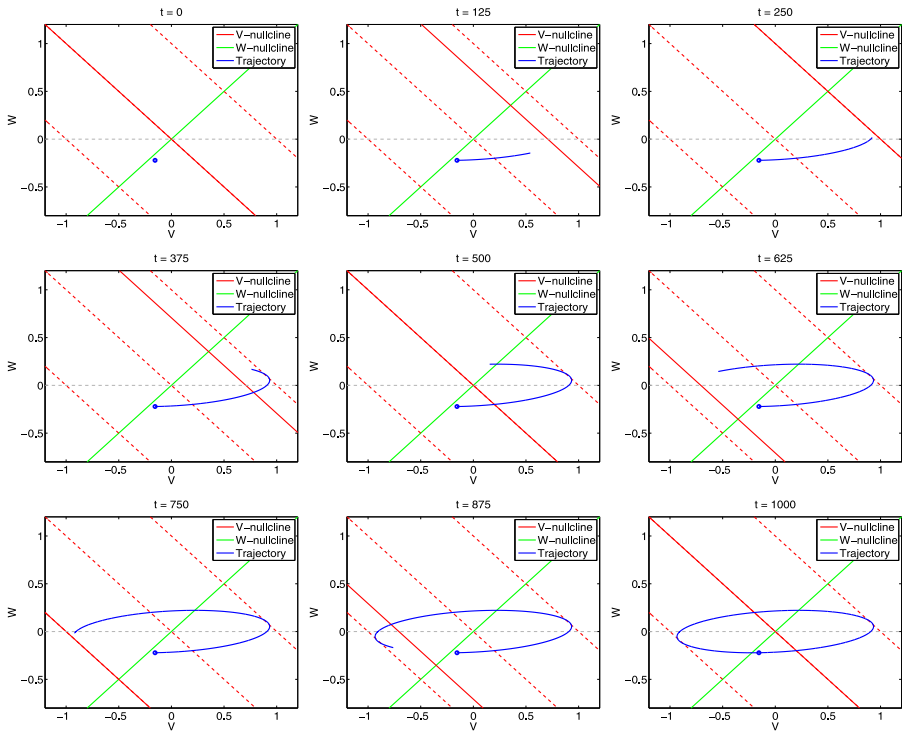 t = 0
t = 125
t = 250
V−nullcline
W−nullcline
Trajectory
V−nullcline
W−nullcline
Trajectory
V−nullcline
W−nullcline
Trajectory
1
0.5
0
−0.5
W
−1
−0.5
0
0.5
1
V
1
0.5
0
−0.5
W
−1
−0.5
0
0.5
1
V
1
0.5
0
−0.5
W
−1
−0.5
0
0.5
1
V
t = 375
t = 500
t = 625
V−nullcline
W−nullcline
Trajectory
V−nullcline
W−nullcline
Trajectory
V−nullcline
W−nullcline
Trajectory
1
0.5
0
−0.5
W
−1
−0.5
0
0.5
1
V
1
0.5
0
−0.5
W
−1
−0.5
0
0.5
1
V
1
0.5
0
−0.5
W
−1
−0.5
0
0.5
1
V
t = 750
t = 875
t = 1000
V−nullcline
W−nullcline
Trajectory
V−nullcline
W−nullcline
Trajectory
V−nullcline
W−nullcline
Trajectory
1
0.5
0
−0.5
W
−1
−0.5
0
0.5
1
V
1
0.5
0
−0.5
W
−1
−0.5
0
0.5
1
V
1
0.5
0
−0.5
W
−1
−0.5
0
0.5
1
V